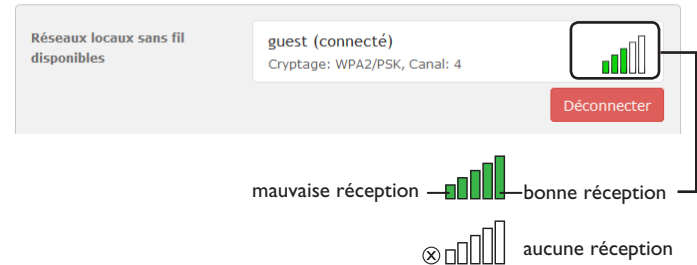 Réseaux locaux sans fil
disponibles
guest (connecté)
Cryptage: WPA2/PSK, Canal: 4
Déconnecter
mauvaise réception
bonne réception
aucune réception